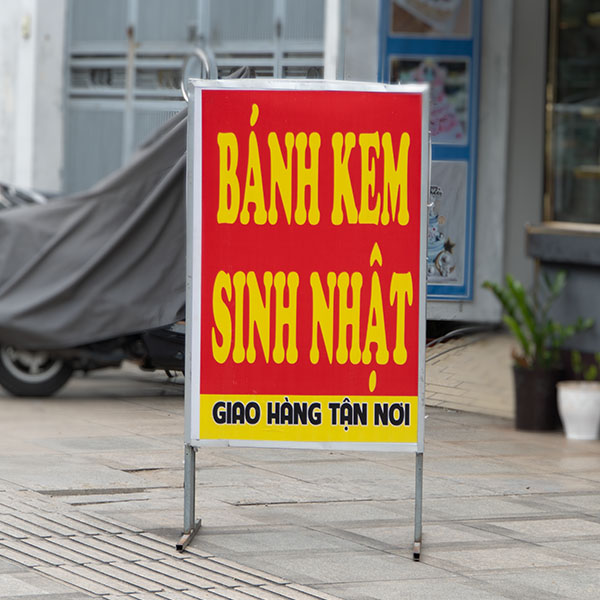 BÁNH KEM
SINH NHẬT
GIAO HÀNG TẬN NƠI